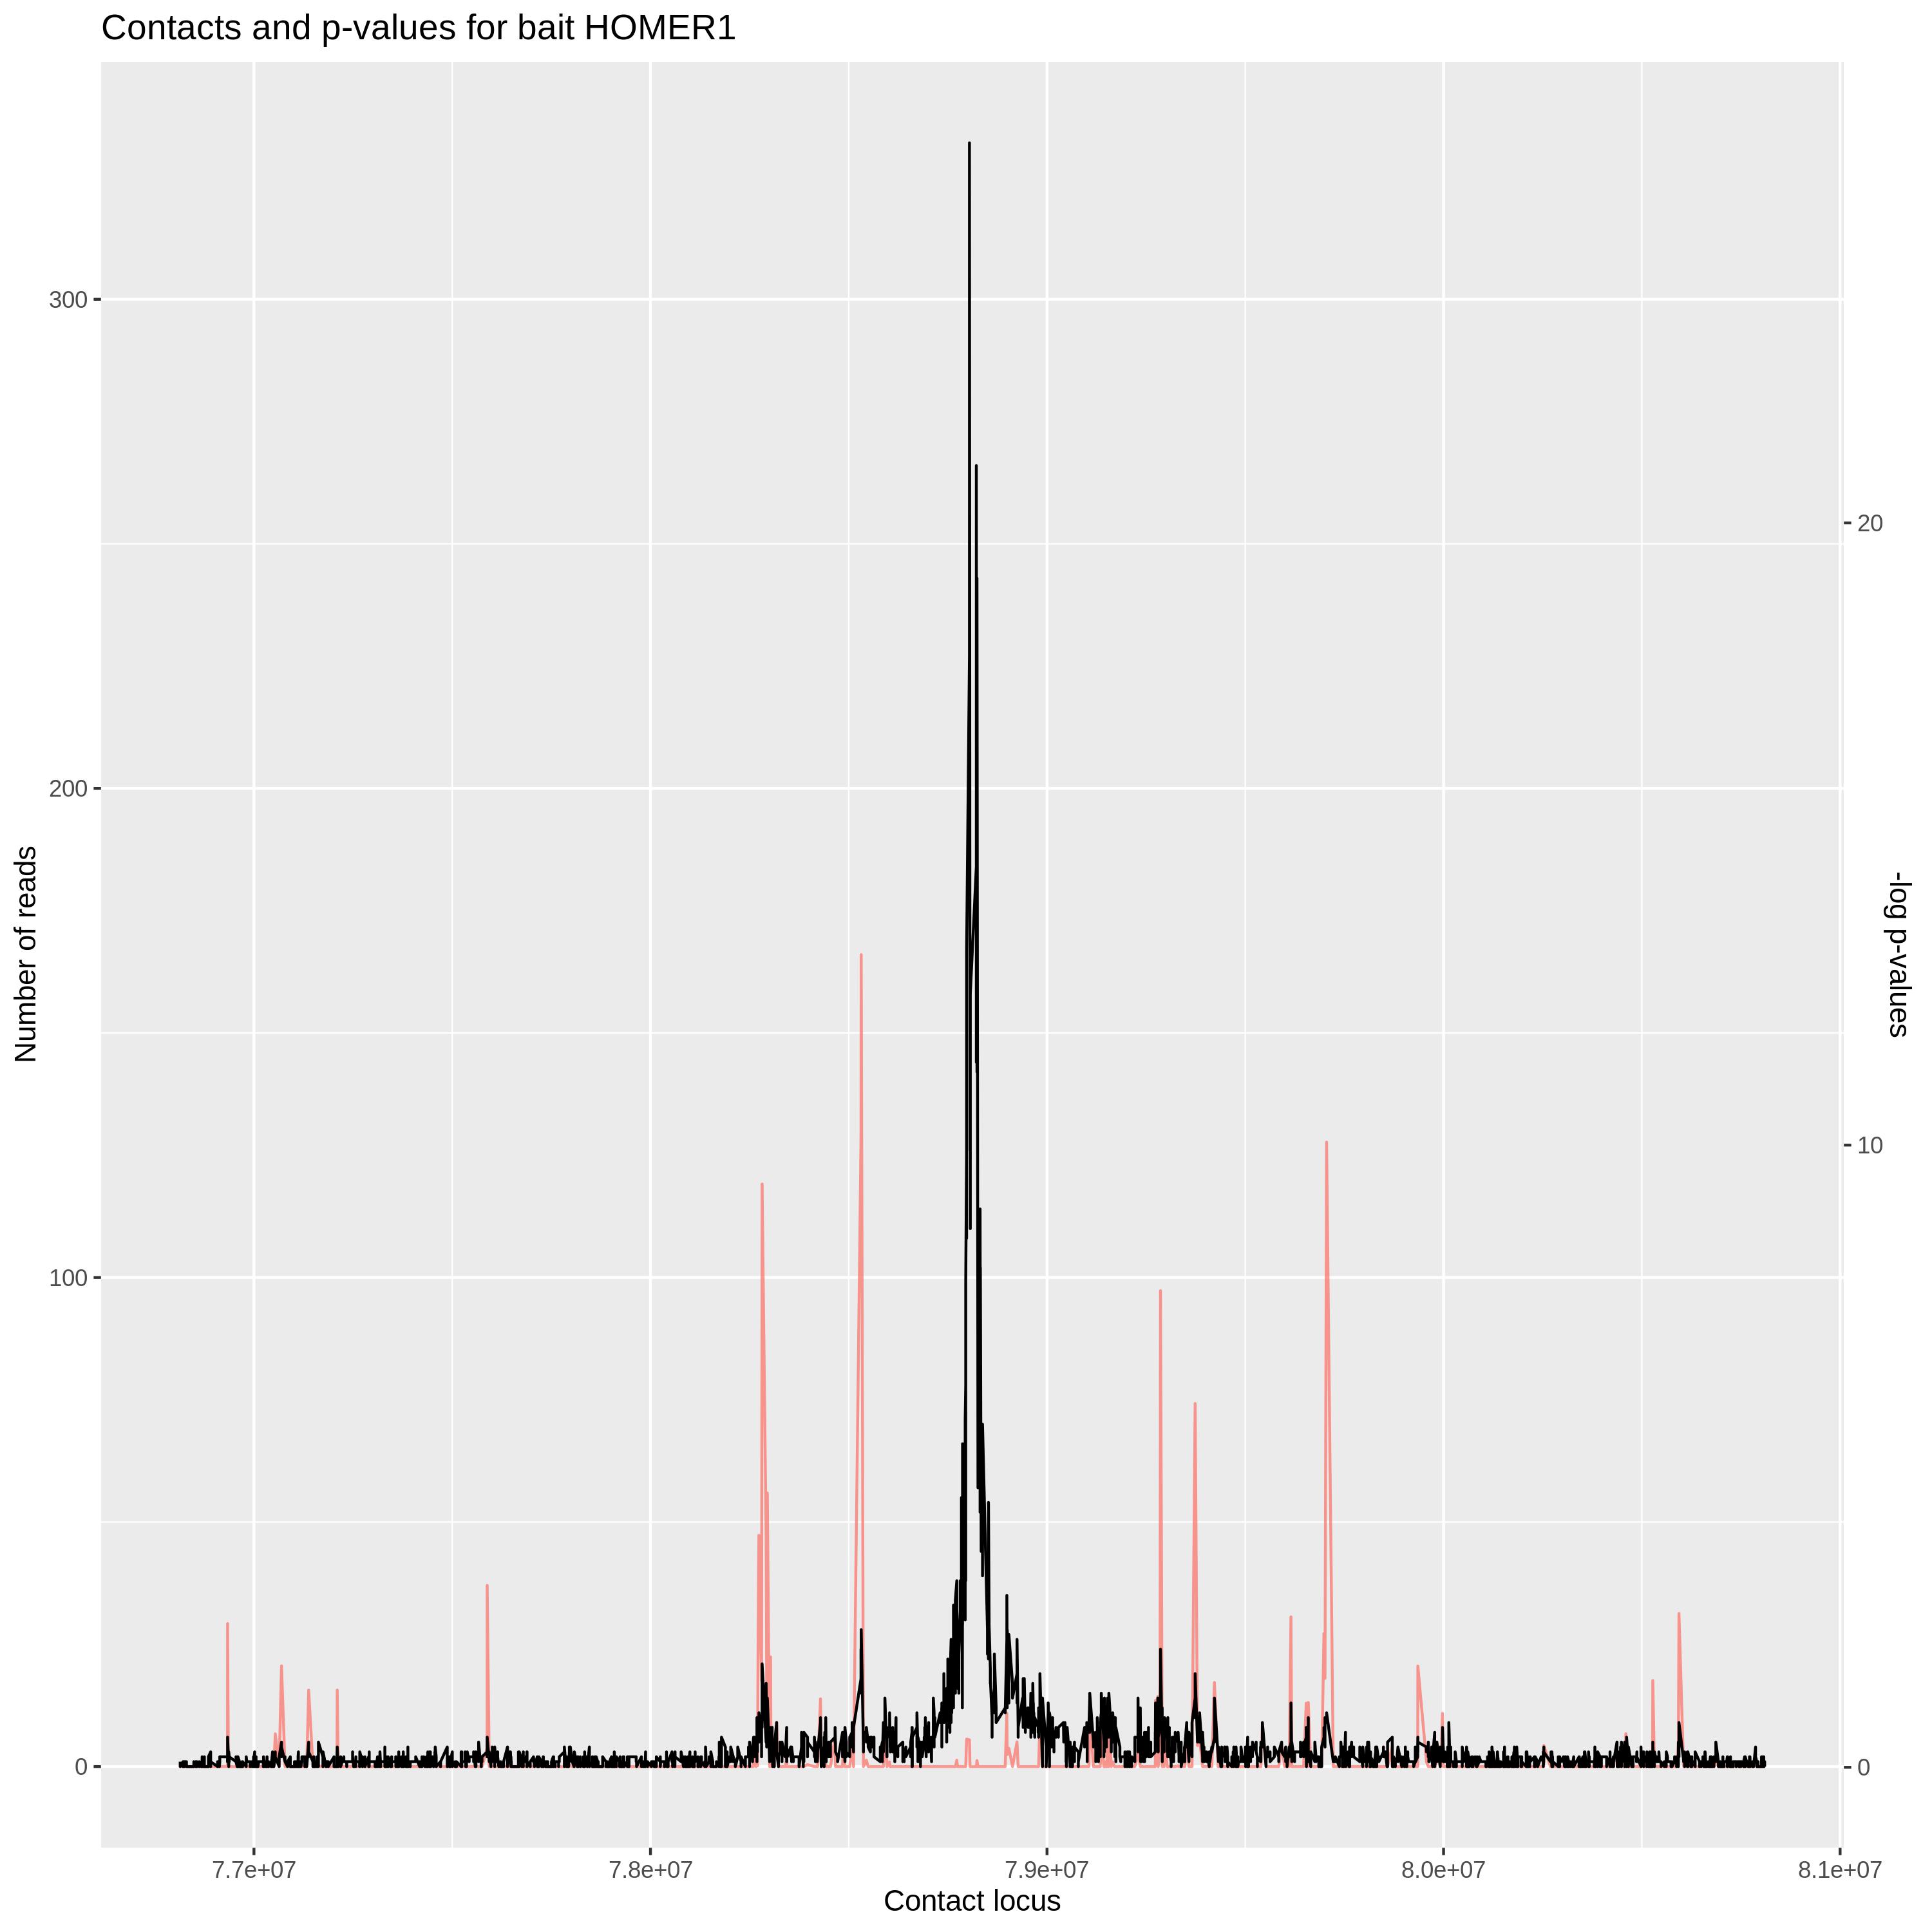 Contacts and p-values for bait HOMER1
Number of reads
300
200
100
0
20
10
0
-log p-values
7.7e+07 7.8e+07 7.9e+07 8.0e+07 8.1e+07
Contact locus